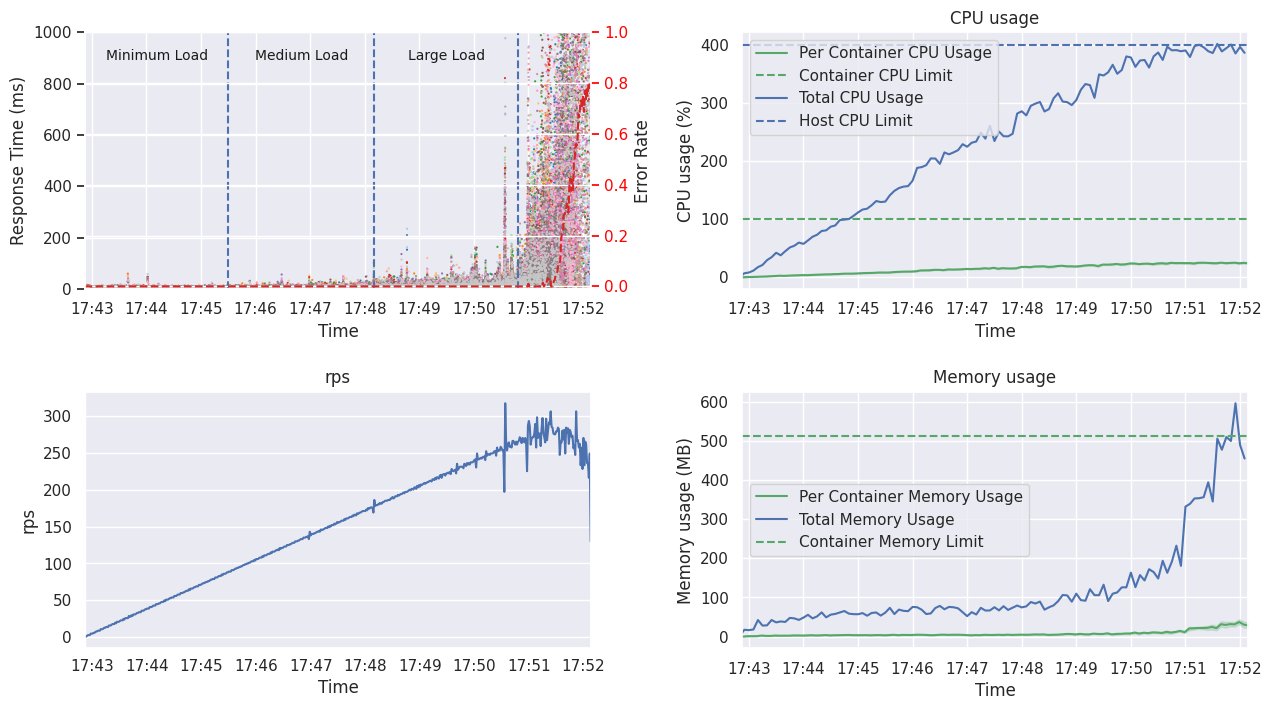 Minimum Load Medium Load Large Load
Response Time (ms)
1000
800
600
400
200
0
1.0
0.8
0.6
0.4
0.2
0.0
Error Rate
17:43 17:44 17:45 17:46 17:47 17:48 17:49 17:50 17:51 17:52
Time
CPU usage
CPU usage (%)
400
300
200
100
0
Per Container CPU Usage
Container CPU Limit
Total CPU Usage
Host CPU Limit
17:43 17:44 17:45 17:46 17:47 17:48 17:49 17:50 17:51 17:52
Time
rps
rps
300
250
200
150
100
50
0
17:43 17:44 17:45 17:46 17:47 17:48 17:49 17:50 17:51 17:52
Time
Memory usage
Memory usage (MB)
600
500
400
300
200
100
0
Per Container Memory Usage
Total Memory Usage
Container Memory Limit
17:43 17:44 17:45 17:46 17:47 17:48 17:49 17:50 17:51 17:52
Time